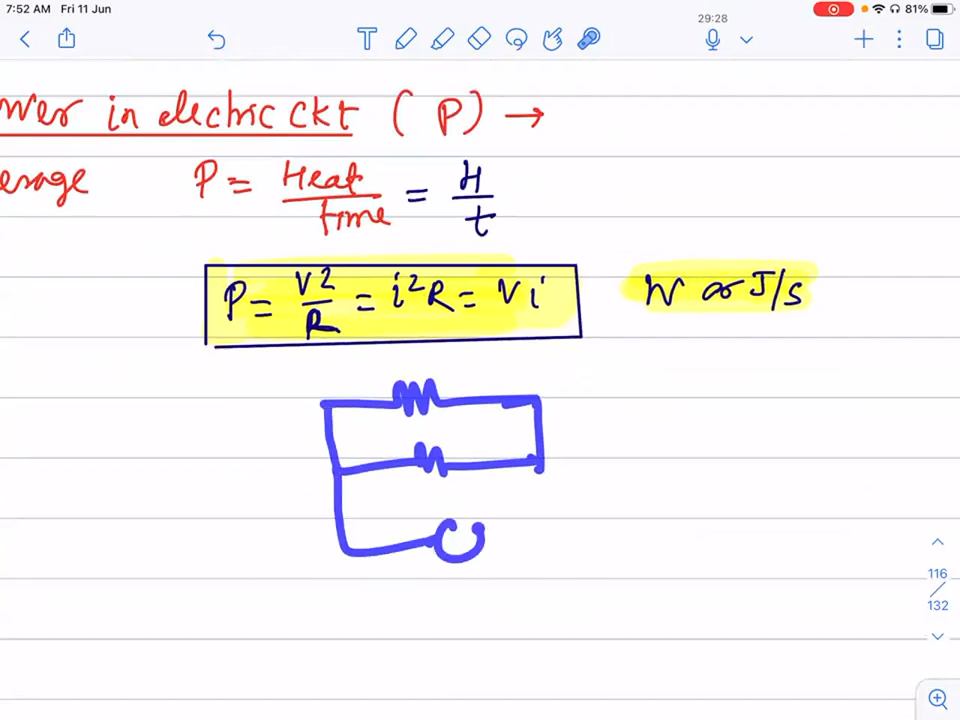 7:52 AM Fri 11 Jun
81%
29:28
wer in electric ckt (P) →
erage P = Heat/time = H/t
P = V²/R = i²R = Vi W or J/s
116
/
132